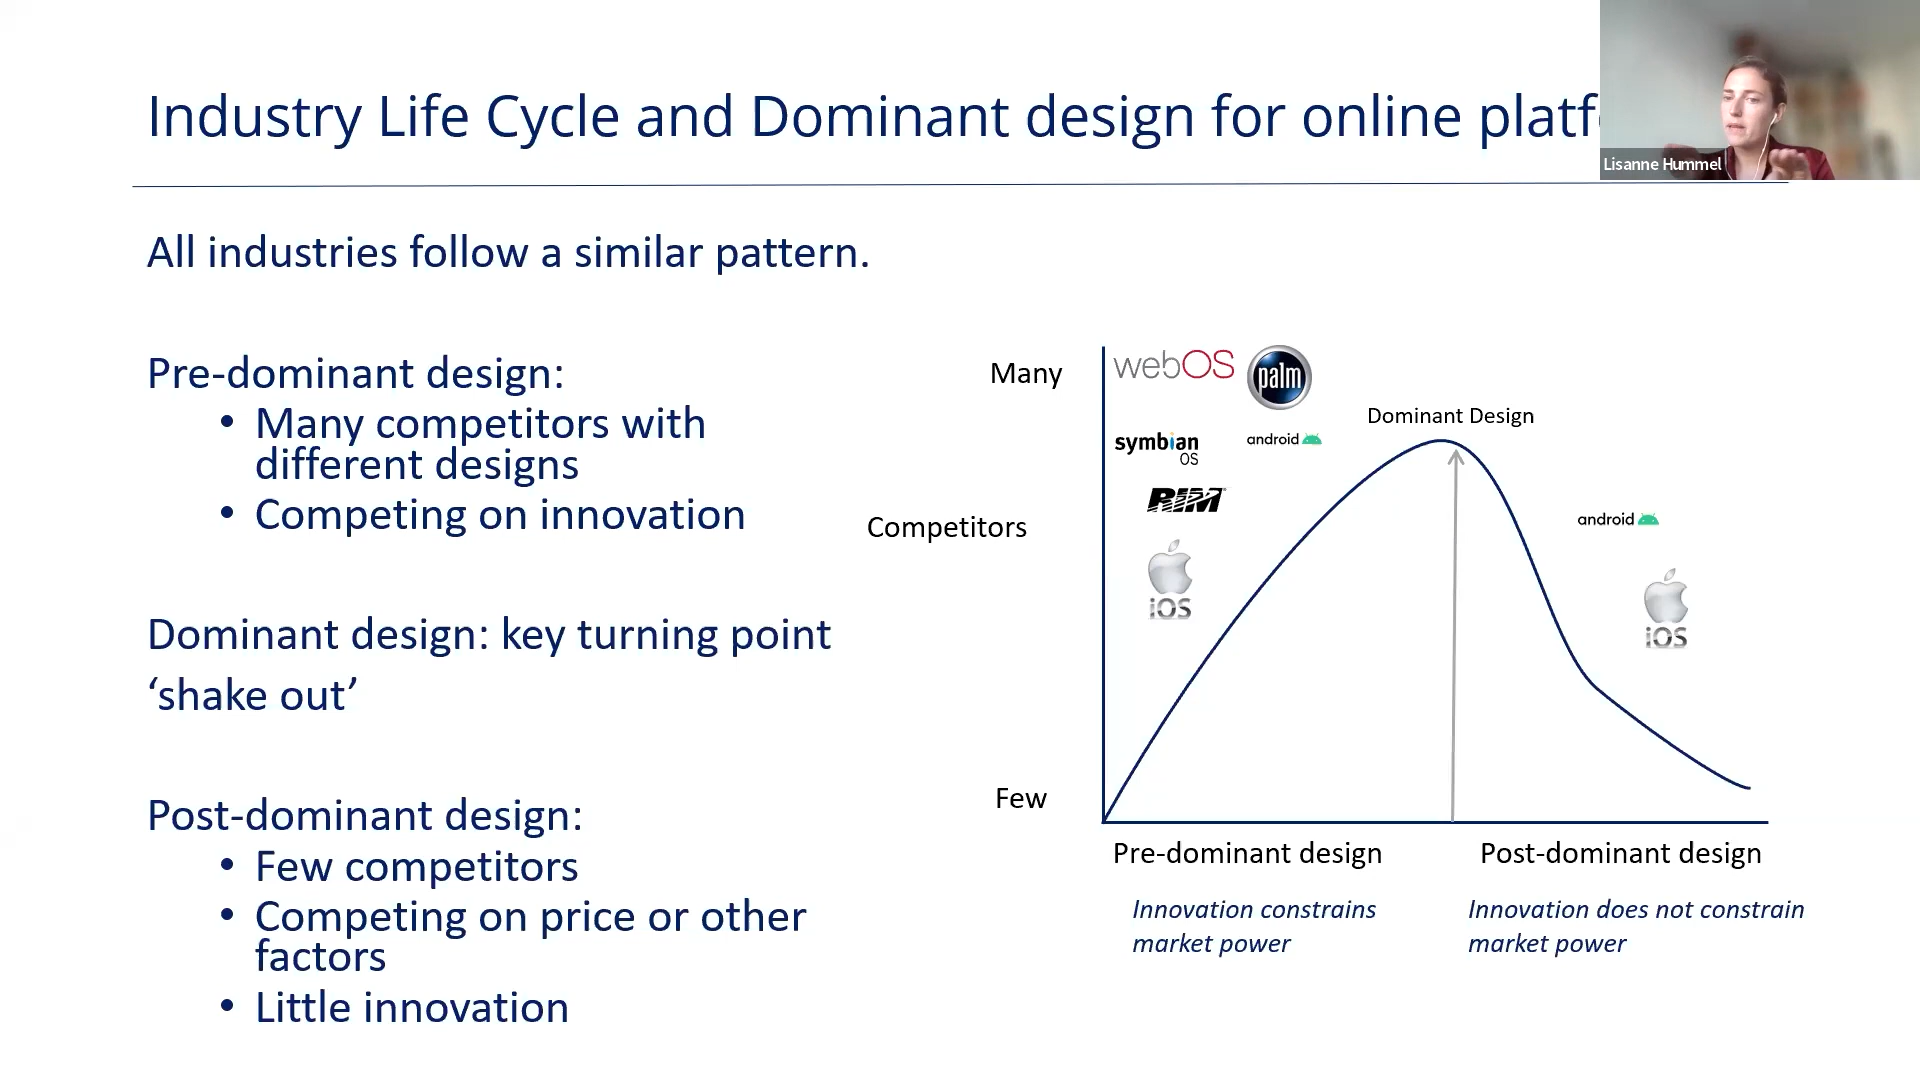 Industry Life Cycle and Dominant design for online platf
Lisanne Hummel
All industries follow a similar pattern.
Pre-dominant design:
• Many competitors with
different designs
• Competing on innovation
Dominant design: key turning point
‘shake out’
Post-dominant design:
• Few competitors
• Competing on price or other
factors
• Little innovation
Many
Competitors
Few
webOS
palm
symbian
OS
android
RIM
iOS
Dominant Design
android
iOS
Pre-dominant design
Post-dominant design
Innovation constrains
market power
Innovation does not constrain
market power